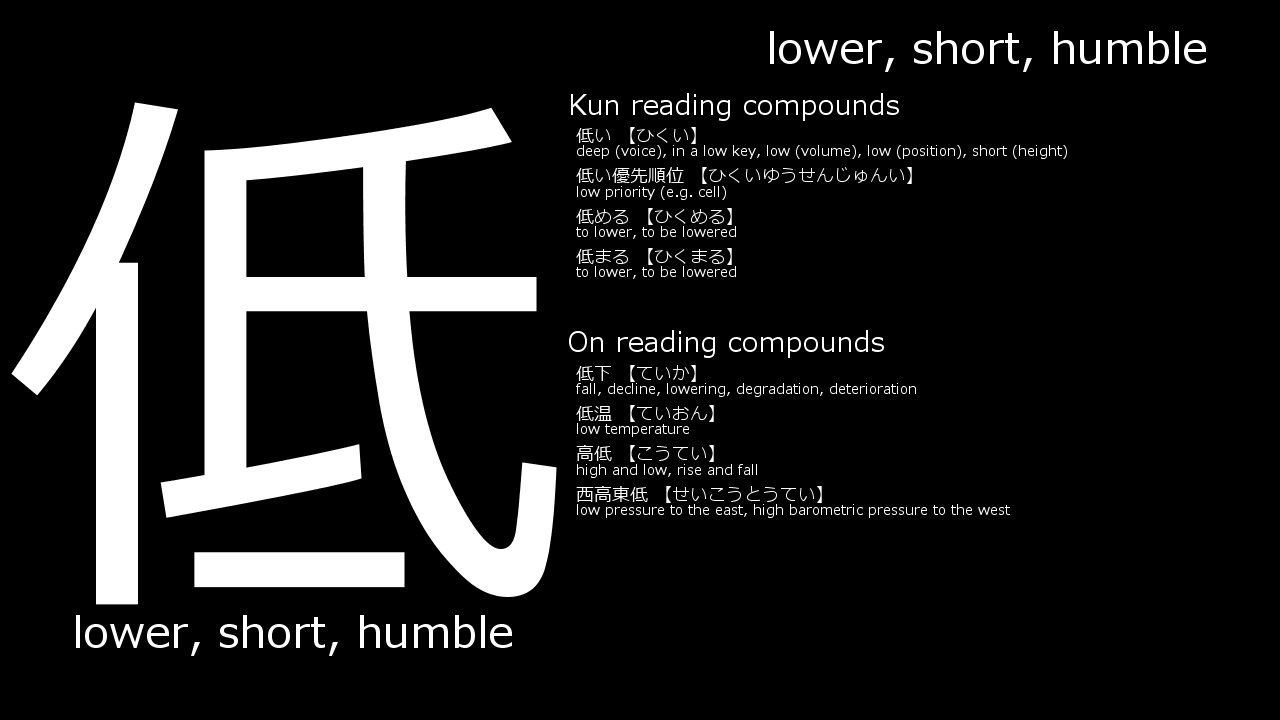 lower, short, humble
低
lower, short, humble
Kun reading compounds
低い 【ひくい】
deep (voice), in a low key, low (volume), low (position), short (height)
低い優先順位 【ひくいゆうせんじゅんい】
low priority (e.g. cell)
低める 【ひくめる】
to lower, to be lowered
低まる 【ひくまる】
to lower, to be lowered
On reading compounds
低下 【ていか】
fall, decline, lowering, degradation, deterioration
低温 【ていおん】
low temperature
高低 【こうてい】
high and low, rise and fall
西高東低 【せいこうとうてい】
low pressure to the east, high barometric pressure to the west